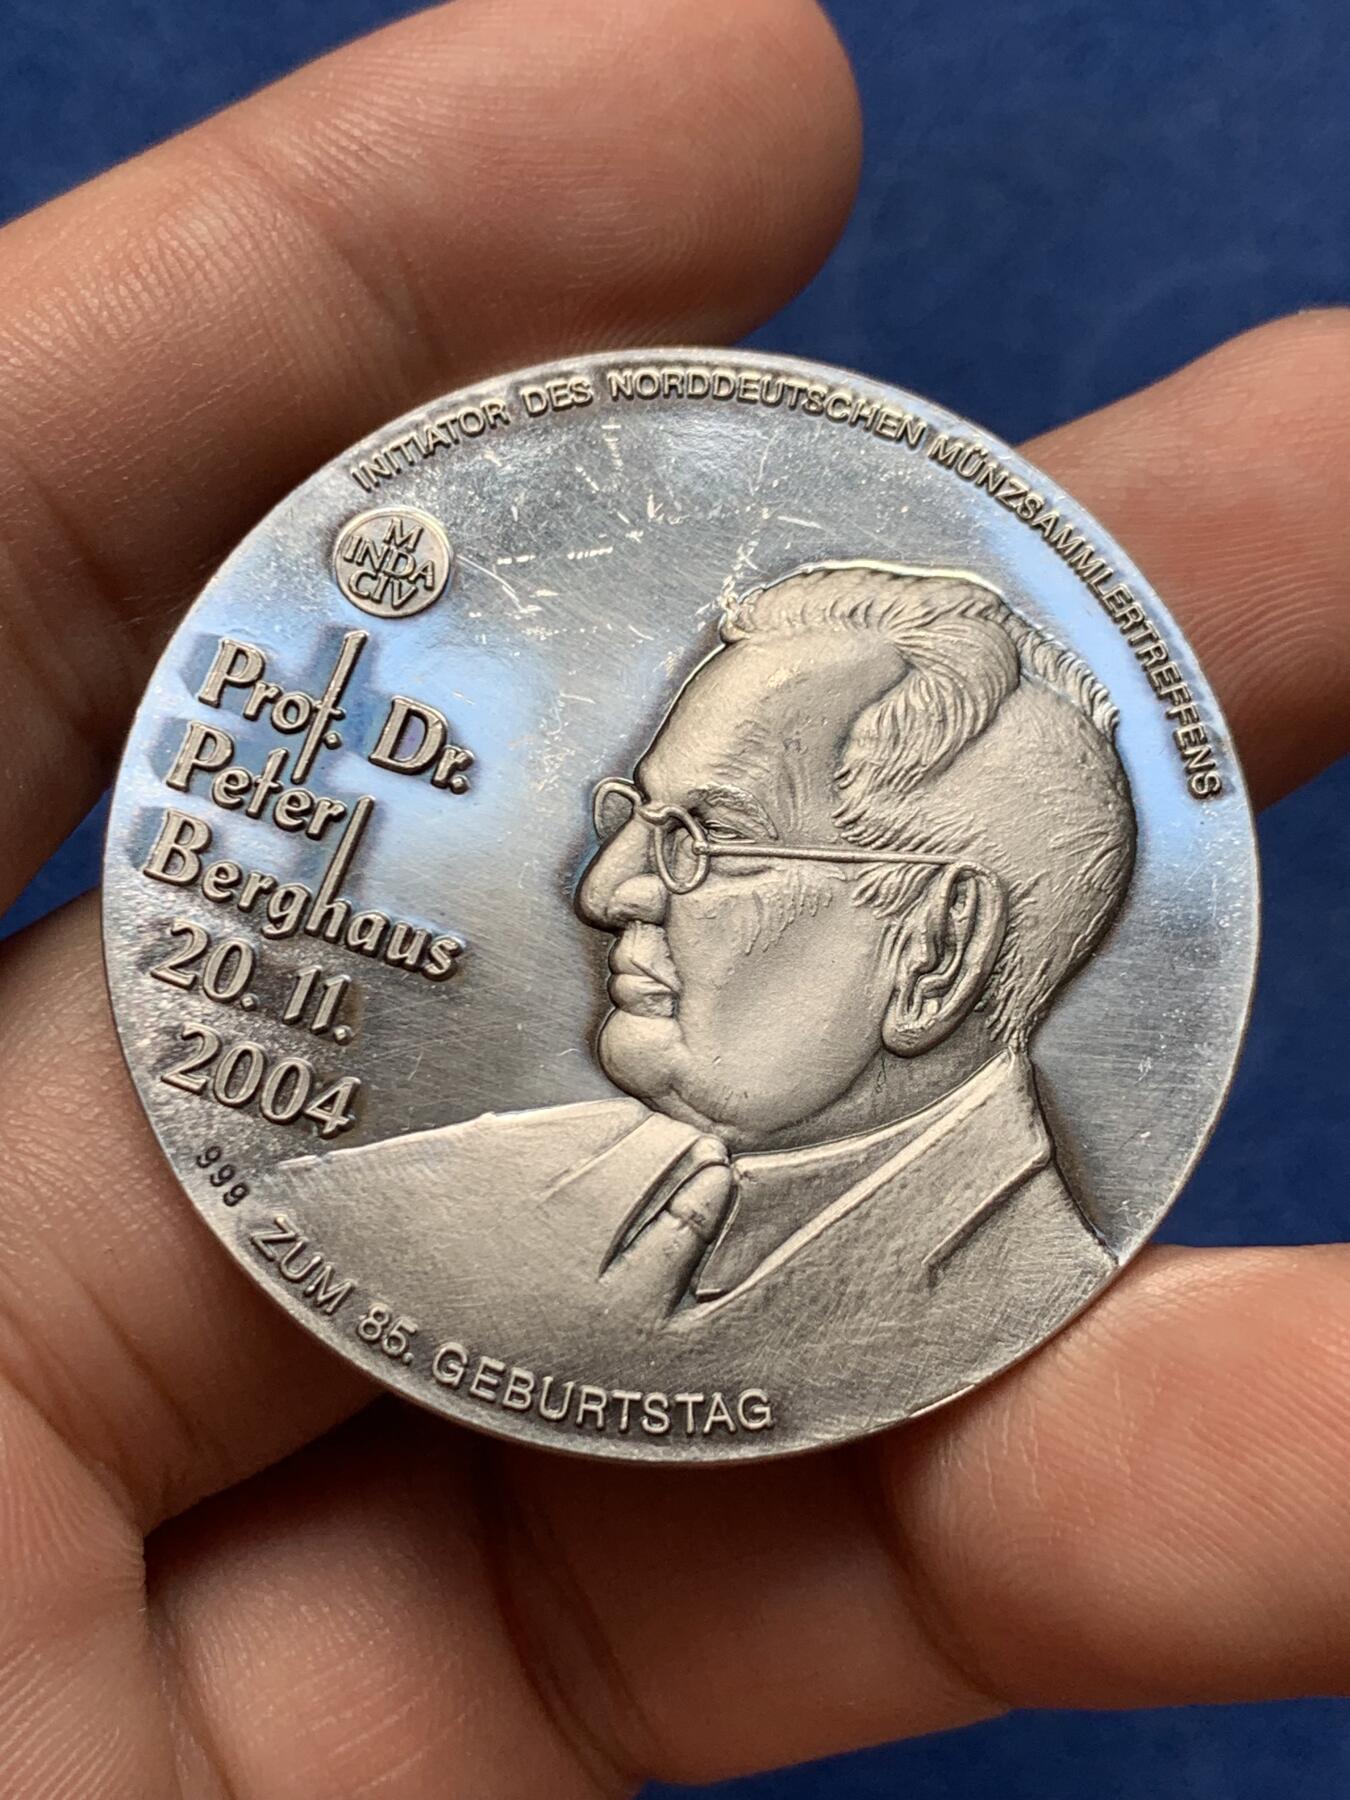 INITIATOR DES NORDDEUTSCHEN MÜNZSAMMLERTREFFENS
M
INDA
CIV
Prof. Dr.
Peter
Berghaus
20. 11.
2004
999
ZUM 85. GEBURTSTAG